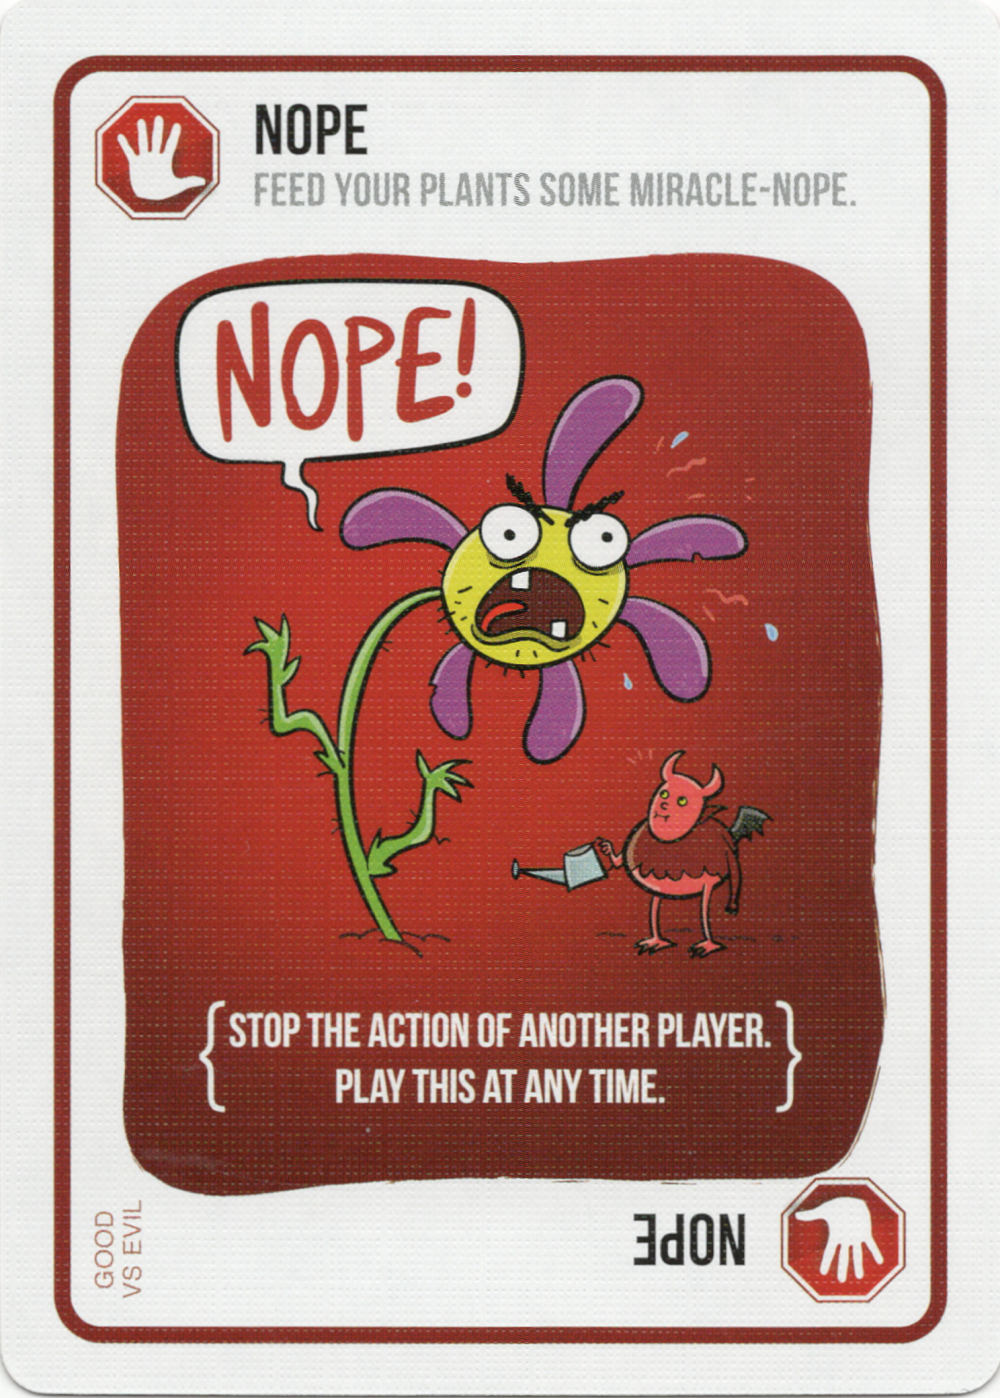 NOPE
FEED YOUR PLANTS SOME MIRACLE-NOPE.
NOPE!
STOP THE ACTION OF ANOTHER PLAYER.
PLAY THIS AT ANY TIME.
GOOD
VS EVIL
NOPE